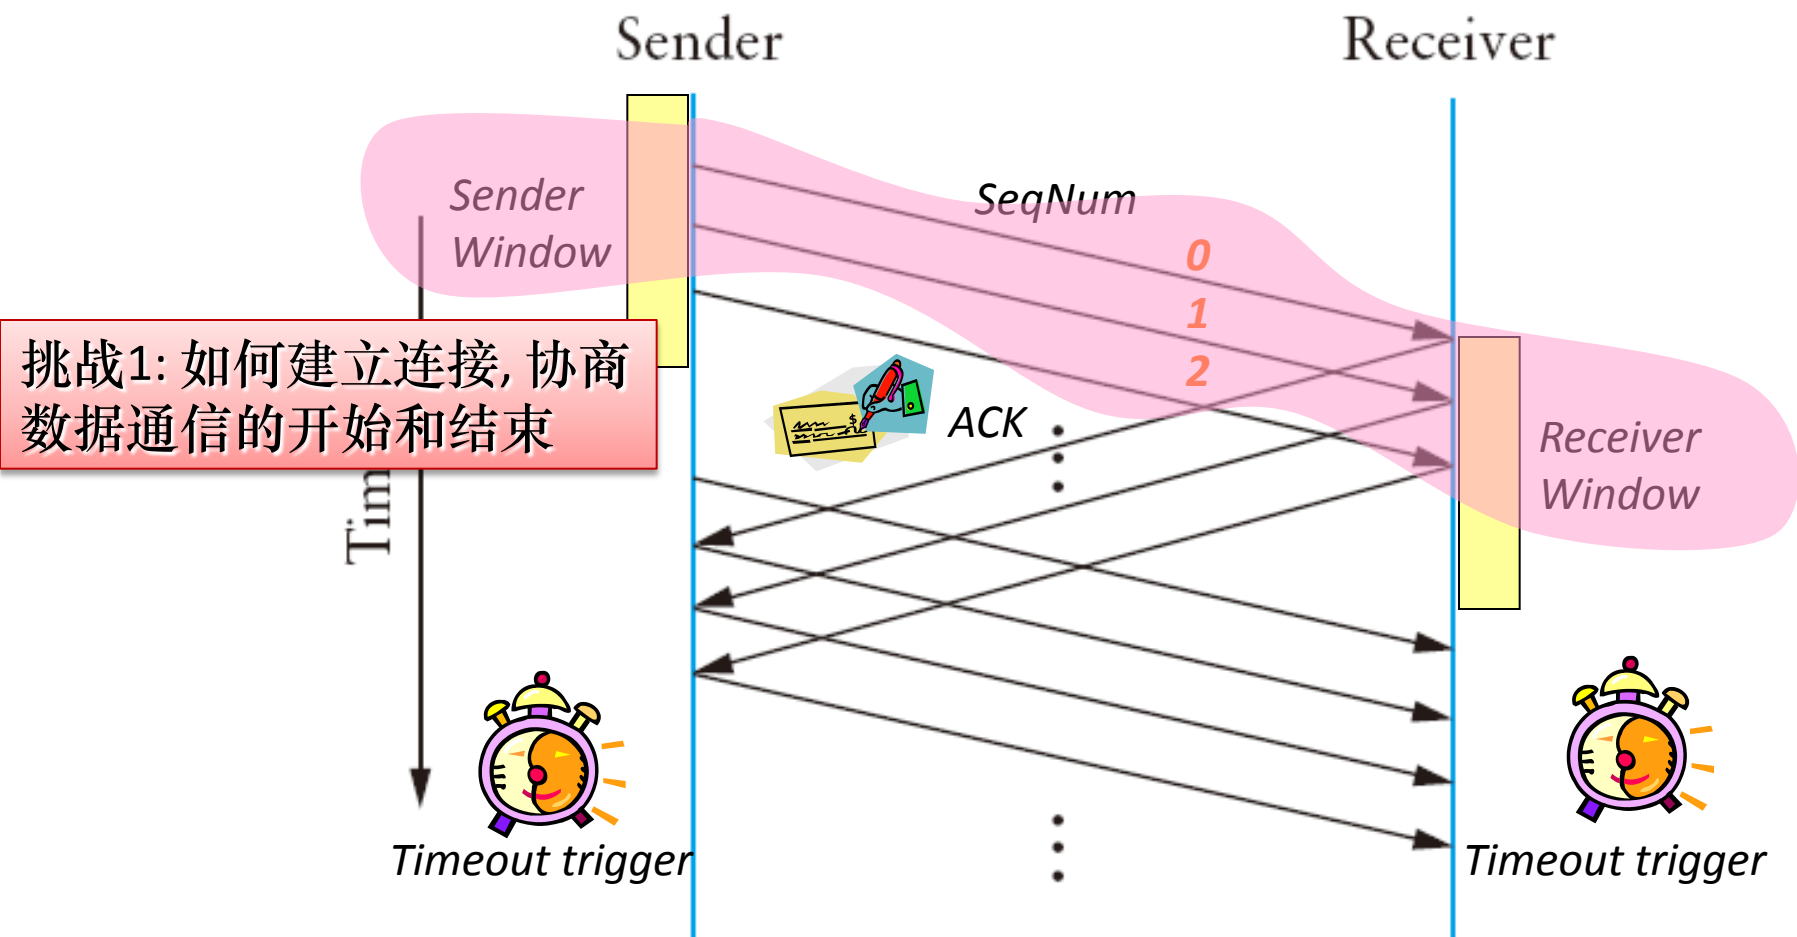 Sender
Receiver
Sender
Window
SeqNum
0
1
2
挑战1: 如何建立连接, 协商
数据通信的开始和结束
ACK
Receiver
Window
Tim
Timeout trigger
Timeout trigger